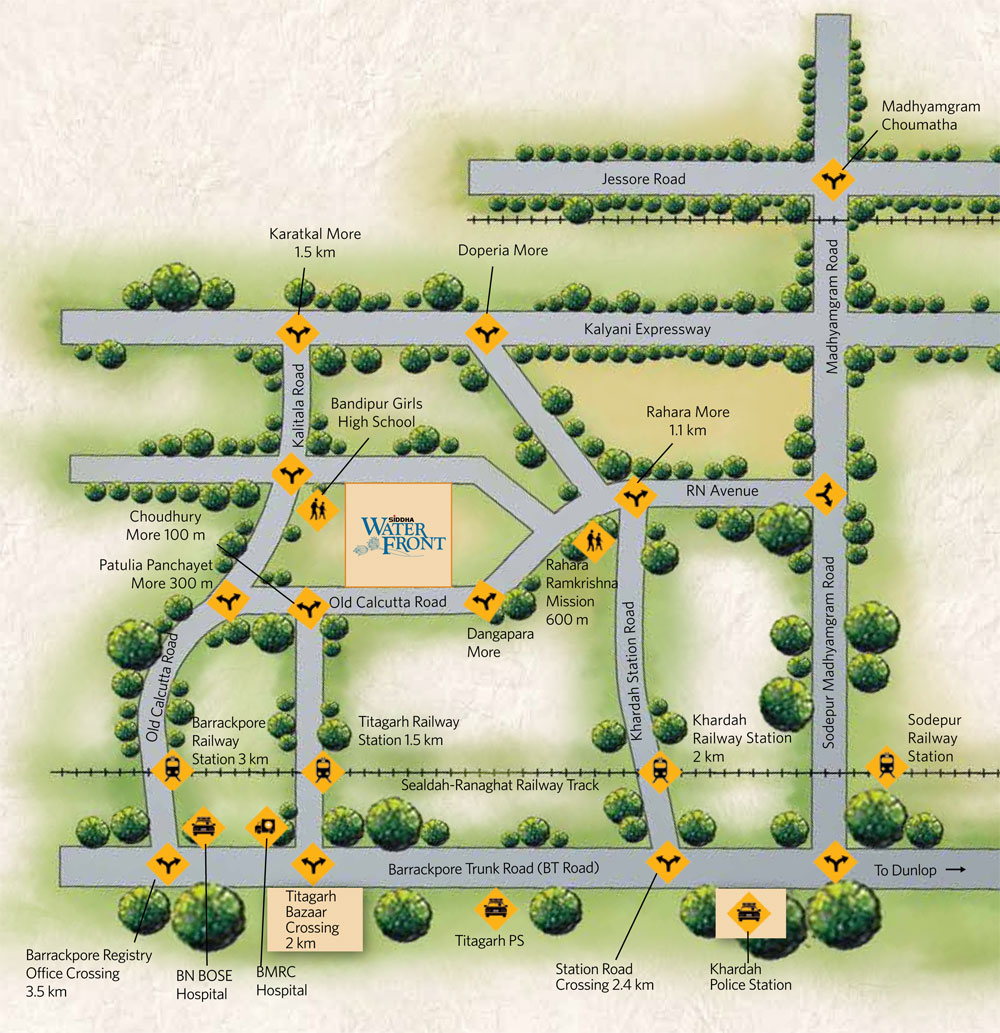 Madhyamgram
Choumatha
Jessore Road
Karatkal More
1.5 km
Doperia More
Madhyamgram Road
Kalyani Expressway
Kalitala Road
Bandipur Girls
High School
Rahara More
1.1 km
RN Avenue
SIDDHA
WATER
FRONT
Choudhury
More 100 m
Patulia Panchayet
More 300 m
Old Calcutta Road
Rahara
Ramkrishna
Mission
600 m
Dangapara
More
Old Calcutta Road
Khardah Station Road
Sodepur Madhyamgram Road
Barrackpore
Railway
Station 3 km
Titagarh Railway
Station 1.5 km
Khardah
Railway Station
2 km
Sodepur
Railway
Station
Sealdah-Ranaghat Railway Track
Barrackpore Trunk Road (BT Road)
To Dunlop
Titagarh
Bazaar
Crossing
2 km
Titagarh PS
Barrackpore Registry
Office Crossing
3.5 km
BN BOSE
Hospital
BMRC
Hospital
Station Road
Crossing 2.4 km
Khardah
Police Station